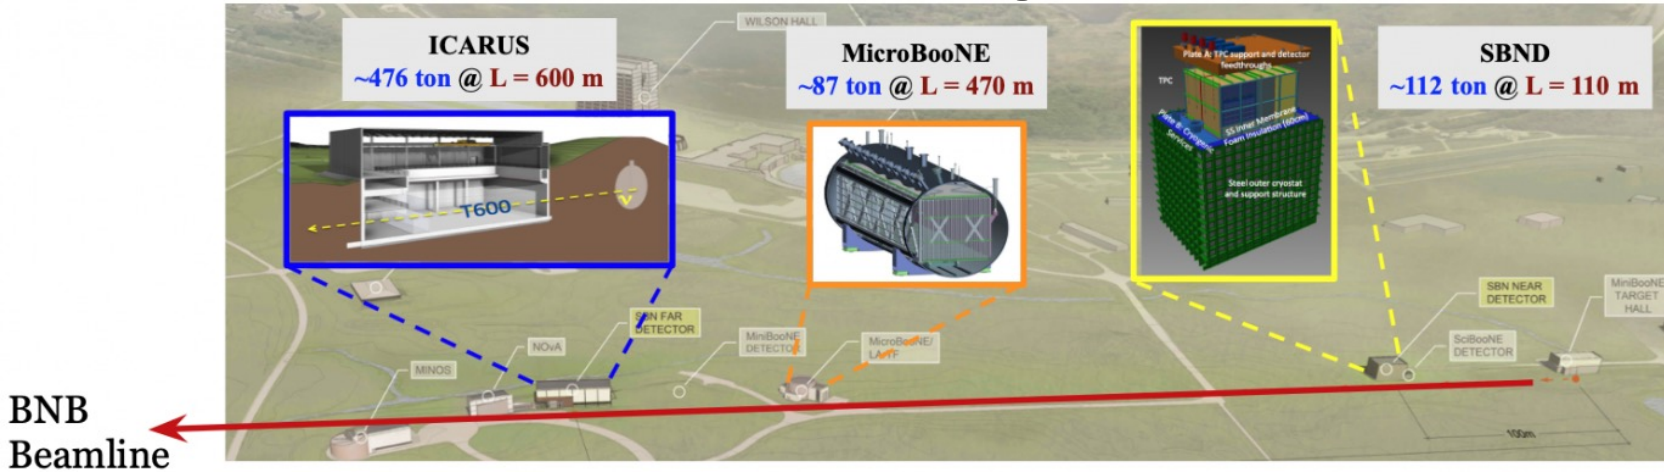 WILSON HALL
ICARUS
~476 ton @ L = 600 m
MicroBooNE
~87 ton @ L = 470 m
SBND
~112 ton @ L = 110 m
T600
ν
Plate A: TPC support and detector
feedthroughs
TPC
Plate B: Cryogenic
Services
SS Inner Membrane
Foam Insulation (60cm)
Steel outer cryostat
and support structure
SBN FAR
DETECTOR
MiniBooNE
DETECTOR
MicroBooNE/
LArTF
SBN NEAR
DETECTOR
MiniBooNE
TARGET
HALL
SciBooNE
DETECTOR
NOvA
MINOS
100m
BNB
Beamline